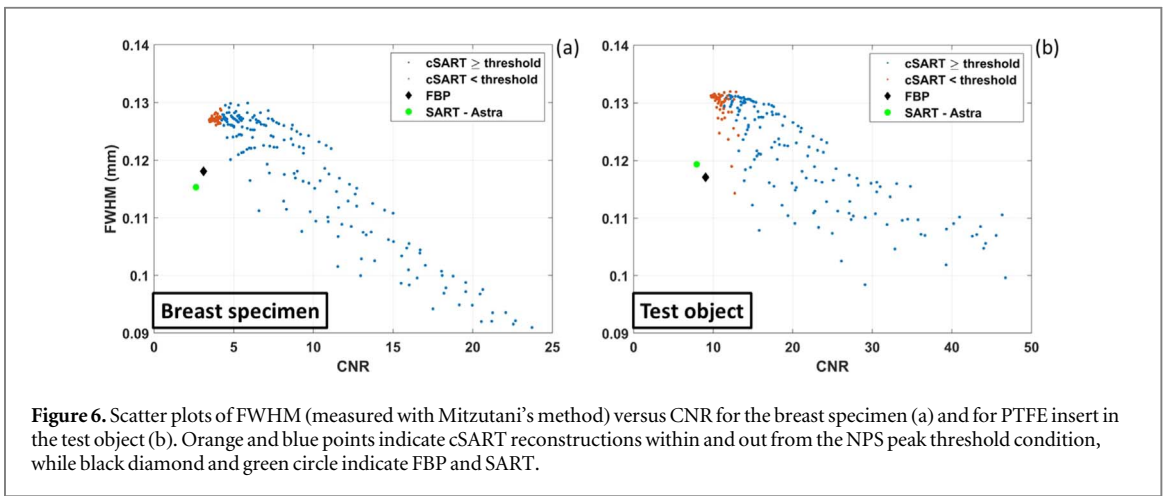 (a)
0.14
0.13
0.12
0.11
0.1
0.09
FWHM (mm)
cSART ≥ threshold
cSART < threshold
FBP
SART - Astra
Breast specimen
0 5 10 15 20 25
CNR
(b)
0.14
0.13
0.12
0.11
0.1
0.09
cSART ≥ threshold
cSART < threshold
FBP
SART - Astra
Test object
0 10 20 30 40 50
CNR
Figure 6. Scatter plots of FWHM (measured with Mitzutani's method) versus CNR for the breast specimen (a) and for PTFE insert in
the test object (b). Orange and blue points indicate cSART reconstructions within and out from the NPS peak threshold condition,
while black diamond and green circle indicate FBP and SART.